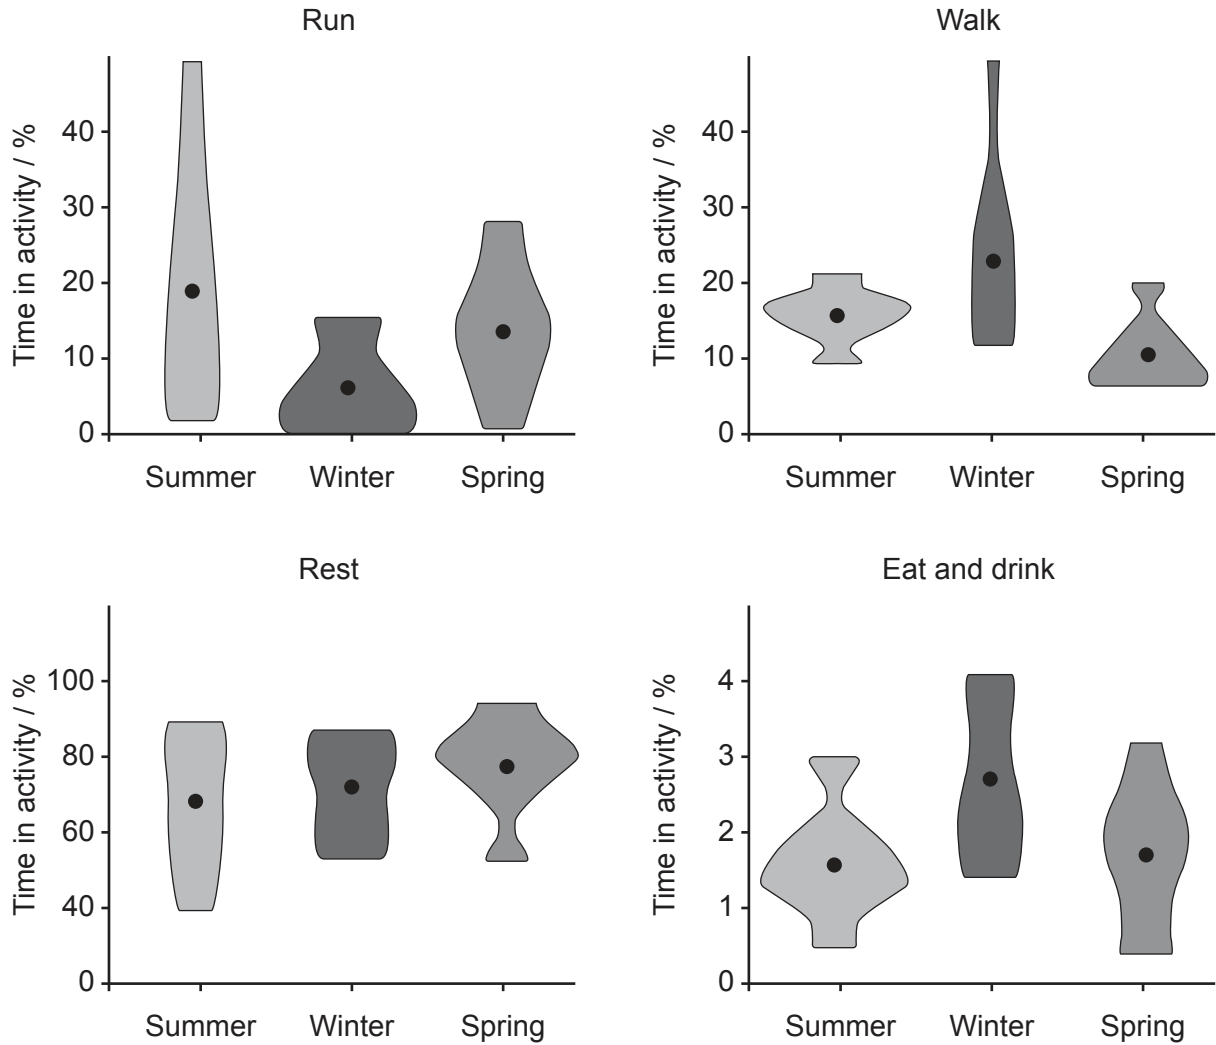 Run
Time in activity / %
40
30
20
10
0
Summer Winter Spring
Walk
Time in activity / %
40
30
20
10
0
Summer Winter Spring
Rest
Time in activity / %
100
80
60
40
0
Summer Winter Spring
Eat and drink
Time in activity / %
4
3
2
1
0
Summer Winter Spring